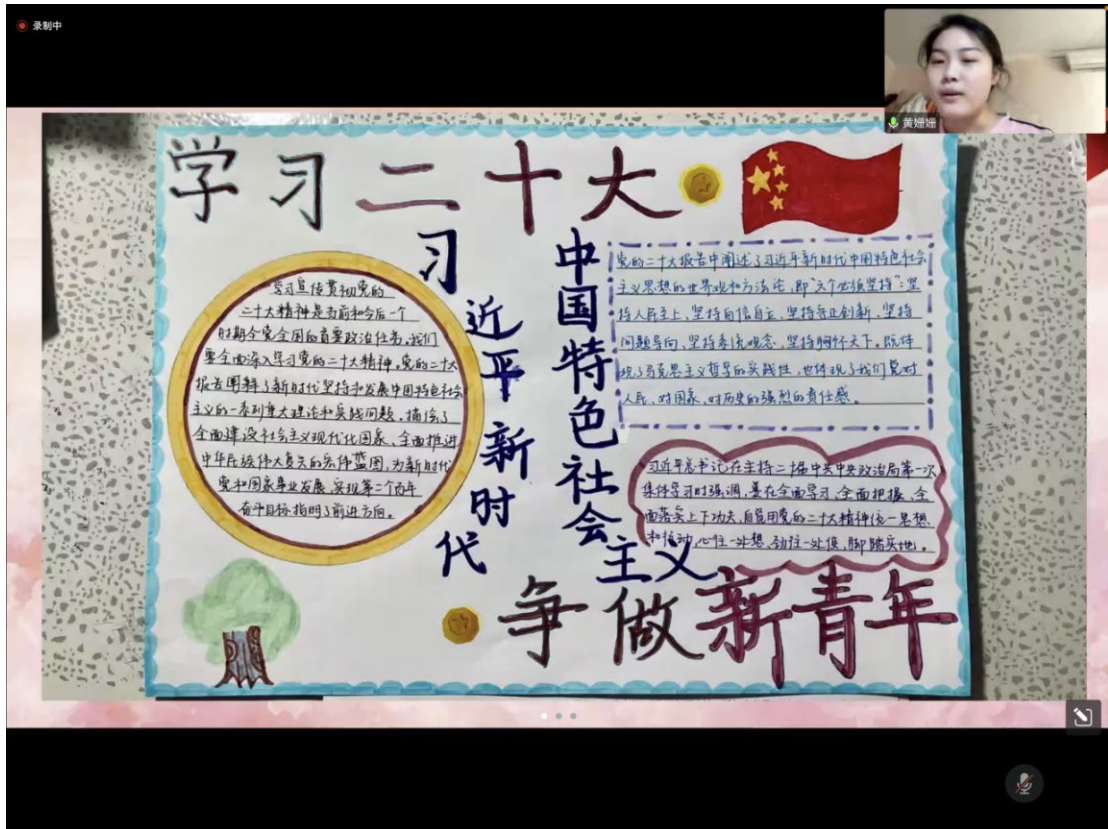 录制中
黄姗姗
学习二十大
习近平新时代
中国特色社会主义
学习宣传贯彻党的
二十大精神是当前和今后一个
时期全党全国的首要政治任务。我们
要全面深入学习党的二十大精神。党的二十大
报告阐释了新时代坚持和发展中国特色社会
主义的一系列重大理论和实践问题，描绘了
全面建设社会主义现代化国家、全面推进
中华民族伟大复兴的宏伟蓝图，为新时代
党和国家事业发展、实现第二个百年
奋斗目标指明了前进方向。
党的二十大报告中阐述了习近平新时代中国特色社会
主义思想的世界观和方法论，即“六个必须坚持”：坚
持人民至上、坚持自信自立、坚持守正创新、坚持
问题导向、坚持系统观念、坚持胸怀天下。既体
现了马克思主义哲学的实践性，也体现了我们党对
人民、对国家、对历史的强烈的责任感。
习近平总书记在主持二十届中共中央政治局第一次
集体学习时强调，要在全面学习、全面把握、全
面落实上下功夫，自觉用党的二十大精神统一思想
和行动，心往一处想、劲往一处使，脚踏实地。
争做新青年